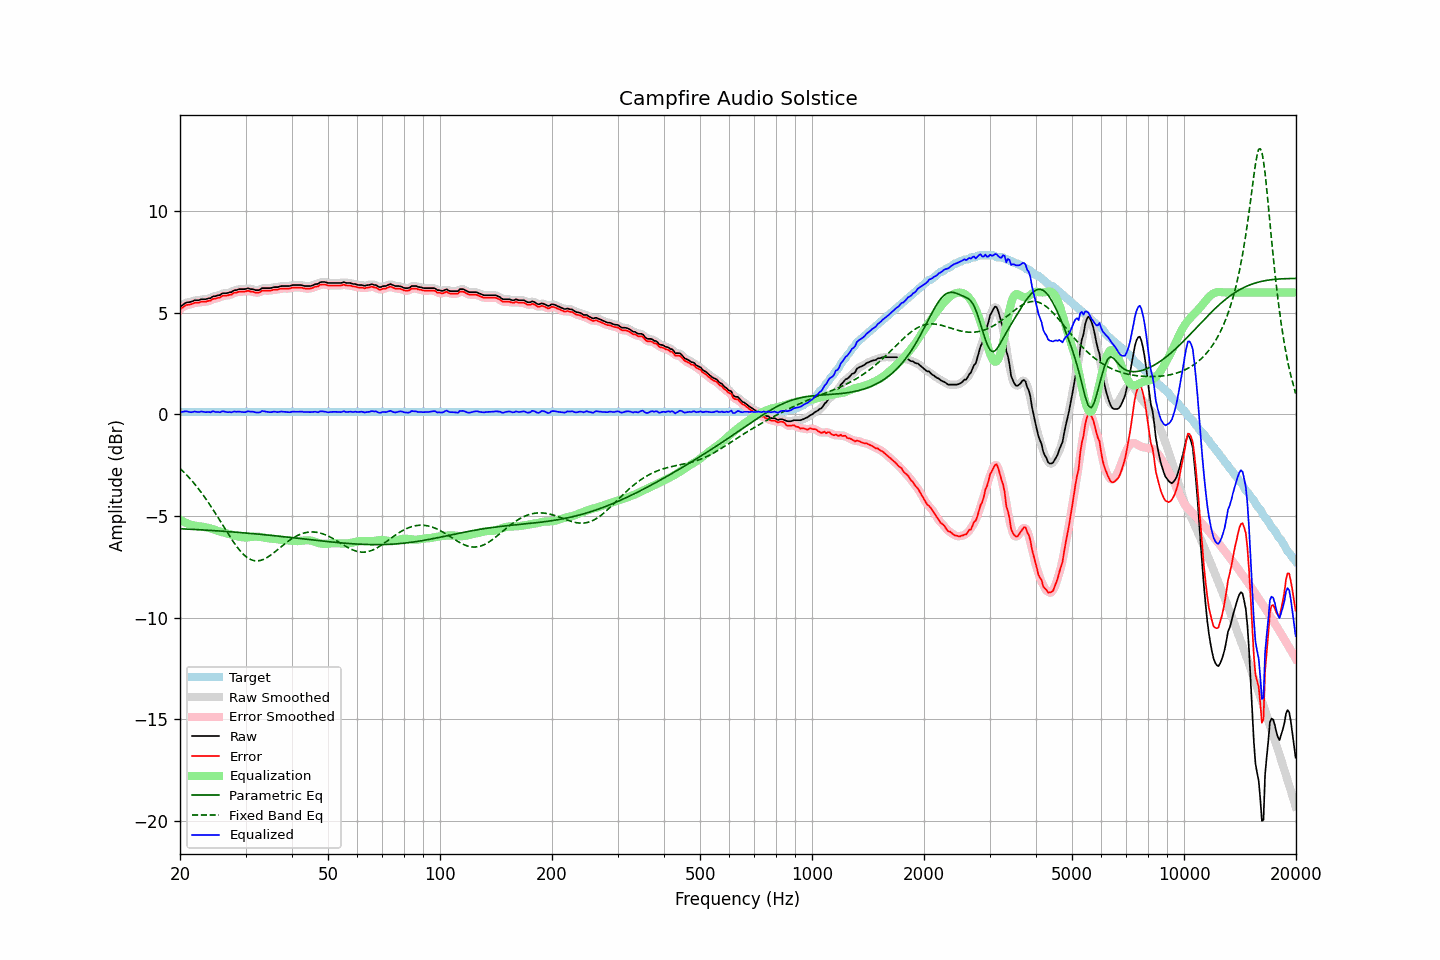 Campfire Audio Solstice
Amplitude (dBr)
10
5
0
−5
−10
−15
−20
Target
Raw Smoothed
Error Smoothed
Raw
Error
Equalization
Parametric Eq
Fixed Band Eq
Equalized
20 50 100 200 500 1000 2000 5000 10000 20000
Frequency (Hz)